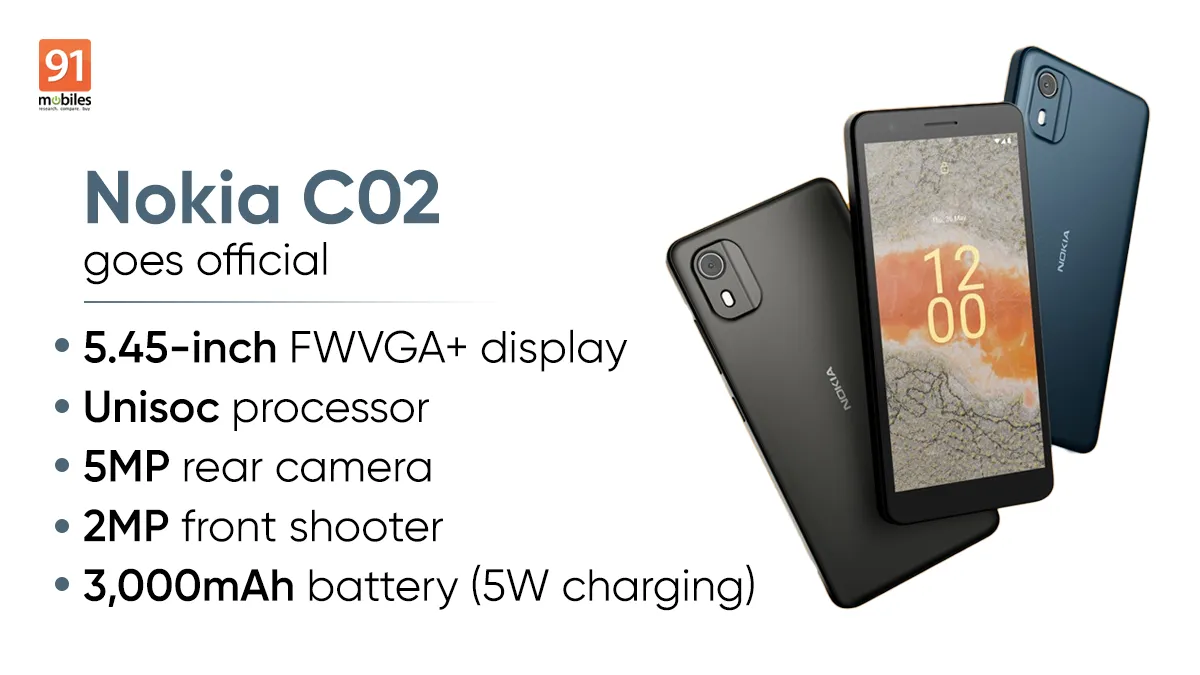 91
mobiles
research. compare. buy
Nokia C02
goes official
• 5.45-inch FWVGA+ display
• Unisoc processor
• 5MP rear camera
• 2MP front shooter
• 3,000mAh battery (5W charging)
NOKIA
12
00
NOKIA